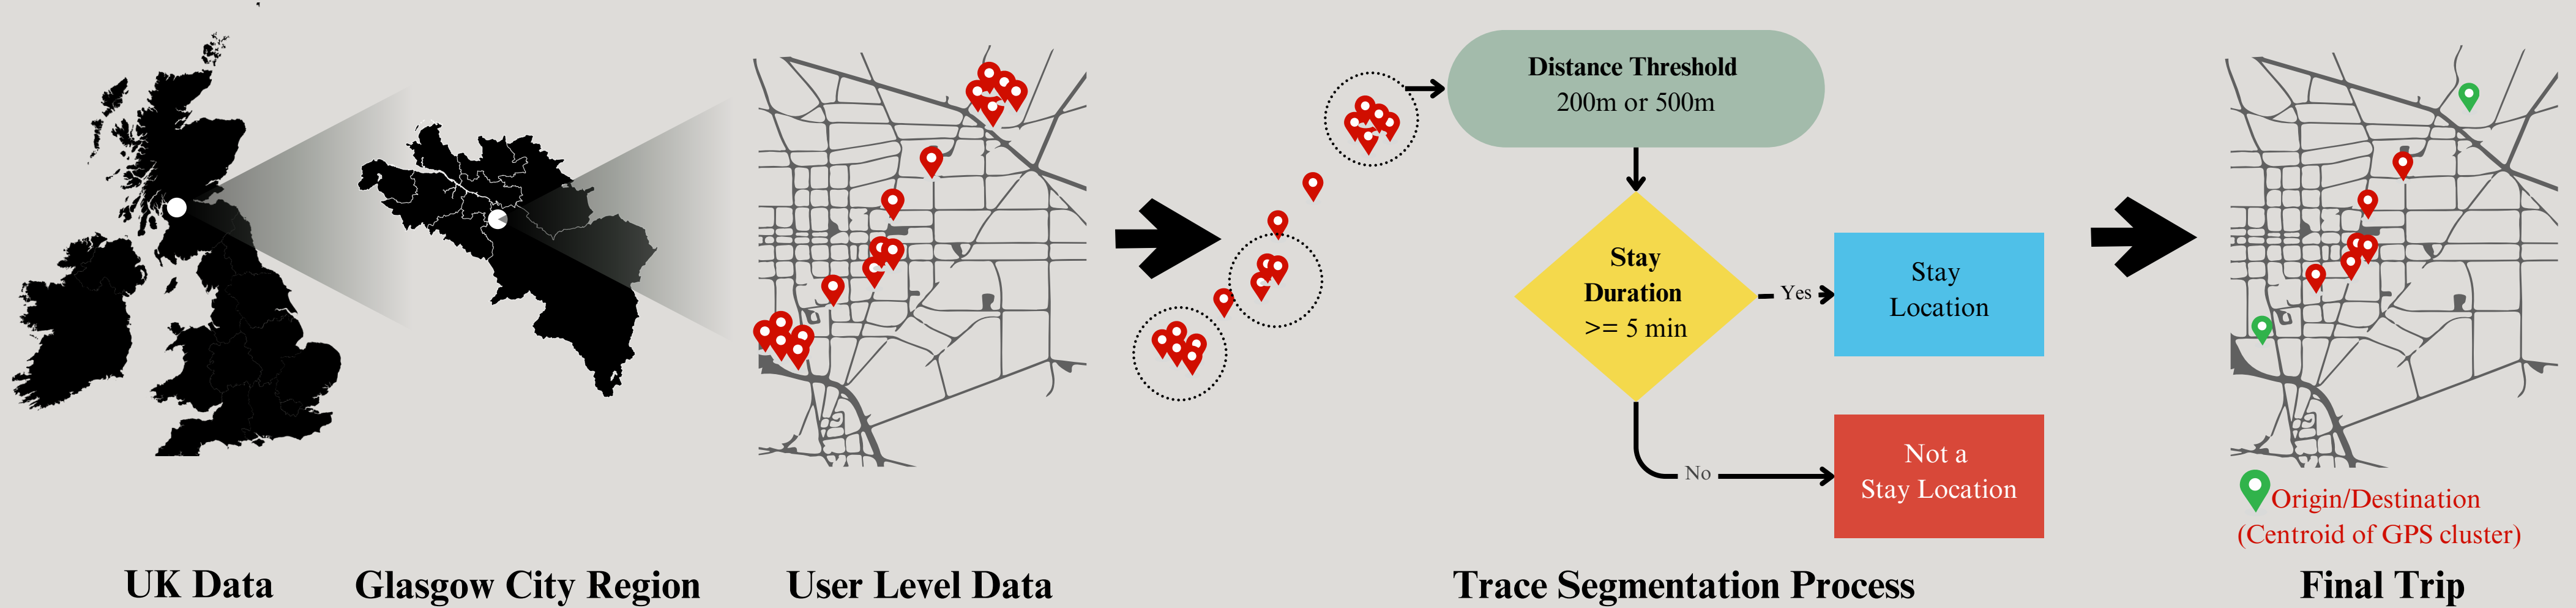 Distance Threshold
200m or 500m
Stay
Duration
>= 5 min
Yes
Stay
Location
No
Not a
Stay Location
Origin/Destination
(Centroid of GPS cluster)
UK Data
Glasgow City Region
User Level Data
Trace Segmentation Process
Final Trip